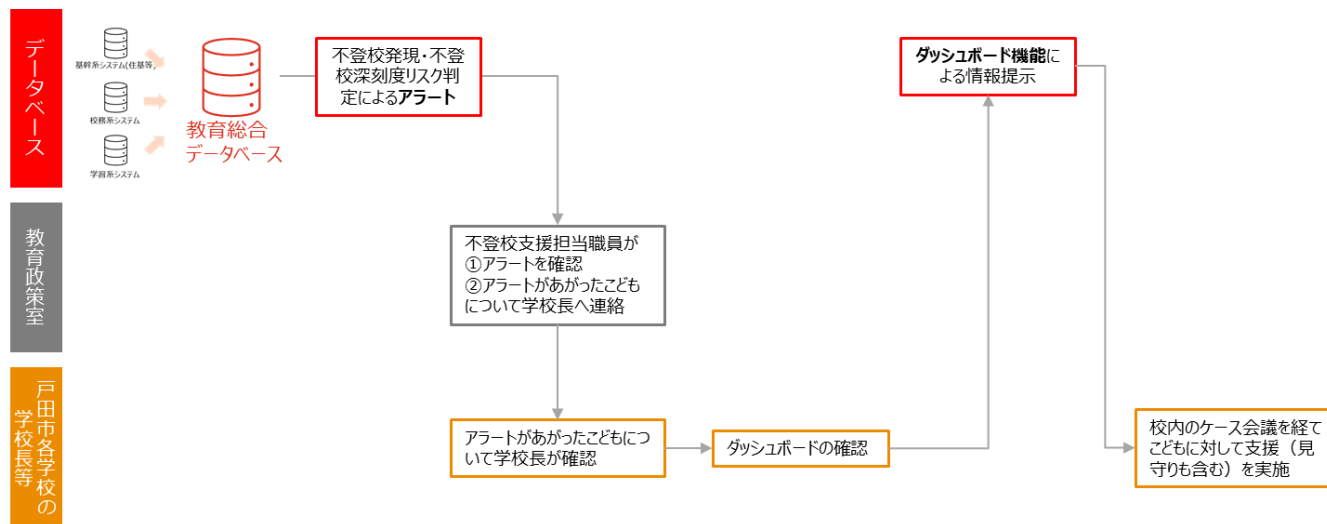 データベース
基幹系システム(住基等)
校務系システム
学習系システム
教育総合
データベース
不登校発現・不登
校深刻度リスク判
定によるアラート
ダッシュボード機能に
よる情報提示
教育政策室
不登校支援担当職員が
①アラートを確認
②アラートがあがったこども
について学校長へ連絡
戸田市各学校の
学校長等
アラートがあがったこどもにつ
いて学校長が確認
ダッシュボードの確認
校内のケース会議を経て
こどもに対して支援（見
守りも含む）を実施